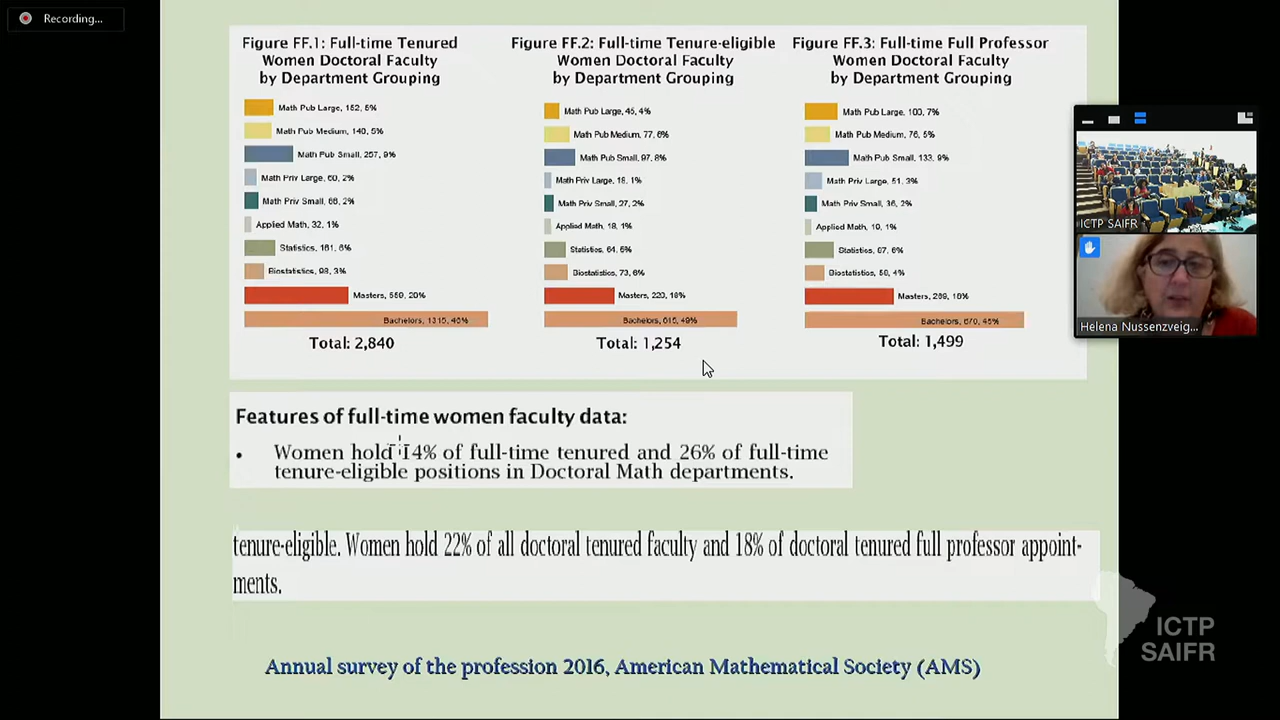 Recording...
Figure FF.1: Full-time Tenured
Women Doctoral Faculty
by Department Grouping
Math Pub Large, 152, 5%
Math Pub Medium, 140, 5%
Math Pub Small, 257, 9%
Math Priv Large, 60, 2%
Math Priv Small, 66, 2%
Applied Math, 32, 1%
Statistics, 161, 6%
Biostatistics, 98, 3%
Masters, 559, 20%
Bachelors, 1315, 46%
Total: 2,840
Figure FF.2: Full-time Tenure-eligible
Women Doctoral Faculty
by Department Grouping
Math Pub Large, 45, 4%
Math Pub Medium, 77, 6%
Math Pub Small, 97, 8%
Math Priv Large, 18, 1%
Math Priv Small, 27, 2%
Applied Math, 18, 1%
Statistics, 64, 5%
Biostatistics, 73, 6%
Masters, 220, 18%
Bachelors, 615, 49%
Total: 1,254
Figure FF.3: Full-time Full Professor
Women Doctoral Faculty
by Department Grouping
Math Pub Large, 100, 7%
Math Pub Medium, 76, 5%
Math Pub Small, 133, 9%
Math Priv Large, 51, 3%
Math Priv Small, 36, 2%
Applied Math, 19, 1%
Statistics, 87, 6%
Biostatistics, 58, 4%
Masters, 269, 18%
Bachelors, 670, 45%
Total: 1,499
ICTP SAIFR
Helena Nussenzveig...
Features of full-time women faculty data:
• Women hold 14% of full-time tenured and 26% of full-time
tenure-eligible positions in Doctoral Math departments.
tenure-eligible. Women hold 22% of all doctoral tenured faculty and 18% of doctoral tenured full professor appoint-
ments.
ICTP
SAIFR
Annual survey of the profession 2016, American Mathematical Society (AMS)